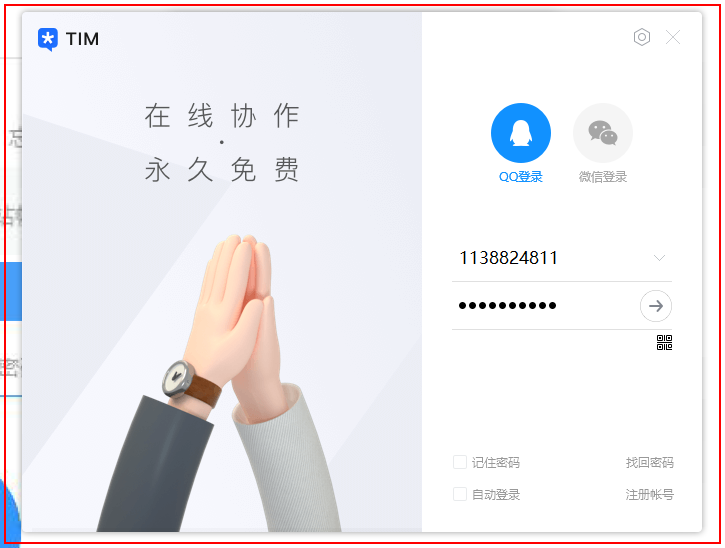 TIM
在线协作
·
永久免费
QQ登录
微信登录
1138824811
••••••••••
记住密码
找回密码
自动登录
注册帐号